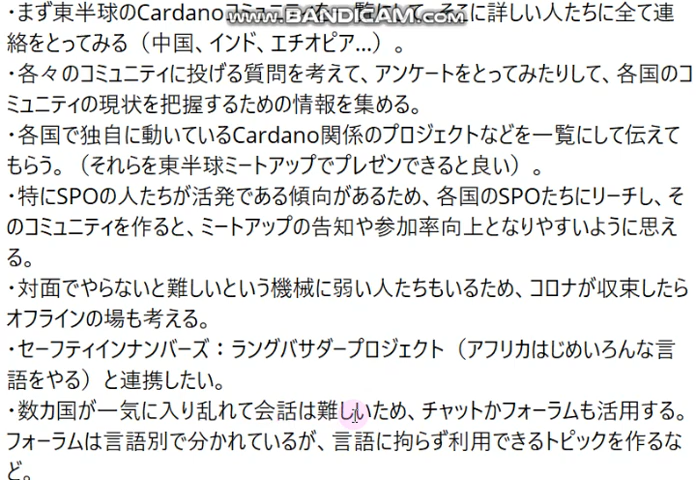 www.BANDICAM.com
・まず東半球のCardanoコミュニティを一覧にして、そこに詳しい人たちに全て連
絡をとってみる（中国、インド、エチオピア...）。
・各々のコミュニティに投げる質問を考えて、アンケートをとってみたりして、各国のコ
ミュニティの現状を把握するための情報を集める。
・各国で独自に動いているCardano関係のプロジェクトなどを一覧にして伝えて
もらう。（それらを東半球ミートアップでプレゼンできると良い）。
・特にSPOの人たちが活発である傾向があるため、各国のSPOたちにリーチし、そ
のコミュニティを作ると、ミートアップの告知や参加率向上となりやすいように思え
る。
・対面でやらないと難しいという機械に弱い人たちもいるため、コロナが収束したら
オフラインの場も考える。
・セーフティインナンバーズ：ラングバサダープロジェクト（アフリカはじめいろんな言
語をやる）と連携したい。
・数カ国が一気に入り乱れて会話は難しいため、チャットかフォーラムも活用する。
フォーラムは言語別で分かれているが、言語に拘らず利用できるトピックを作るな
ど。